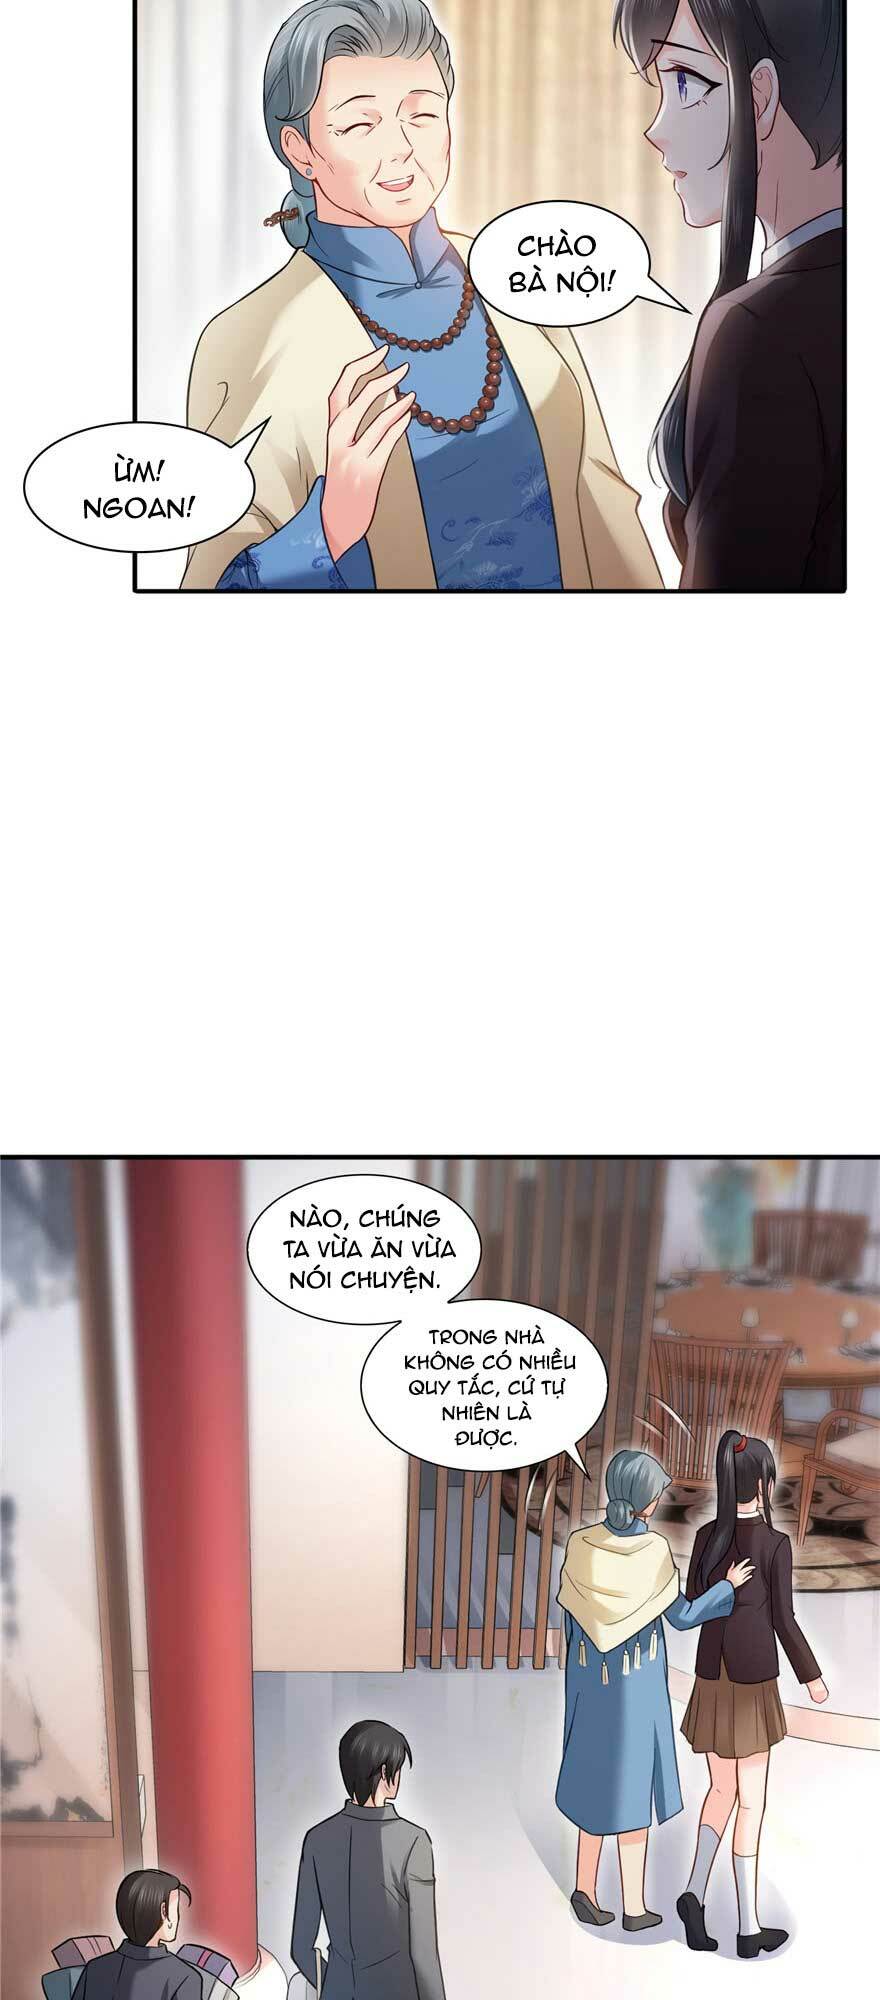 CHÀO
BÀ NỘI!
ỪM!
NGOAN!
NÀO, CHÚNG
TA VỪA ĂN VỪA
NÓI CHUYỆN.
TRONG NHÀ
KHÔNG CÓ NHIỀU
QUY TẮC, CỨ TỰ
NHIÊN LÀ
ĐƯỢC.